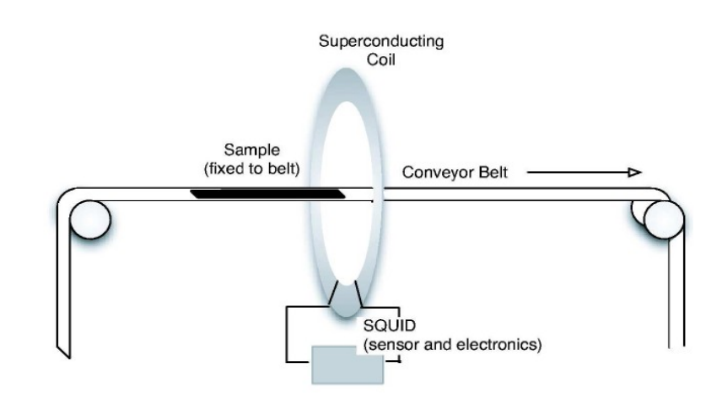 Superconducting
Coil
Sample
(fixed to belt)
Conveyor Belt
SQUID
(sensor and electronics)